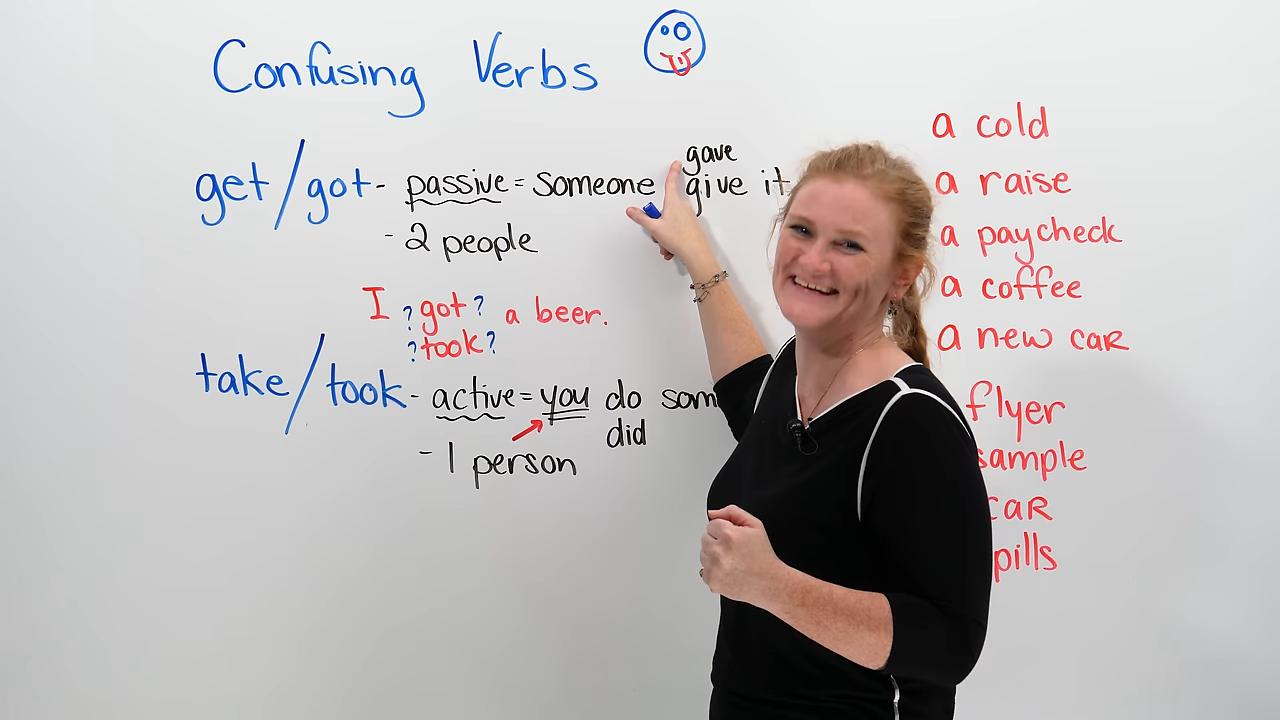 Confusing Verbs
get/got - passive = someone give it
gave
- 2 people
I ?got? a beer.
?took?
take/took - active = you do
did
- 1 person
a cold
a raise
a paycheck
a coffee
a new car
flyer
sample
car
pills